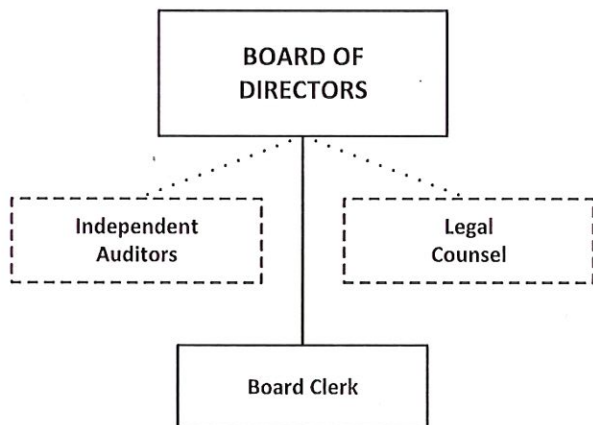 BOARD OF
DIRECTORS
Independent
Auditors
Legal
Counsel
Board Clerk